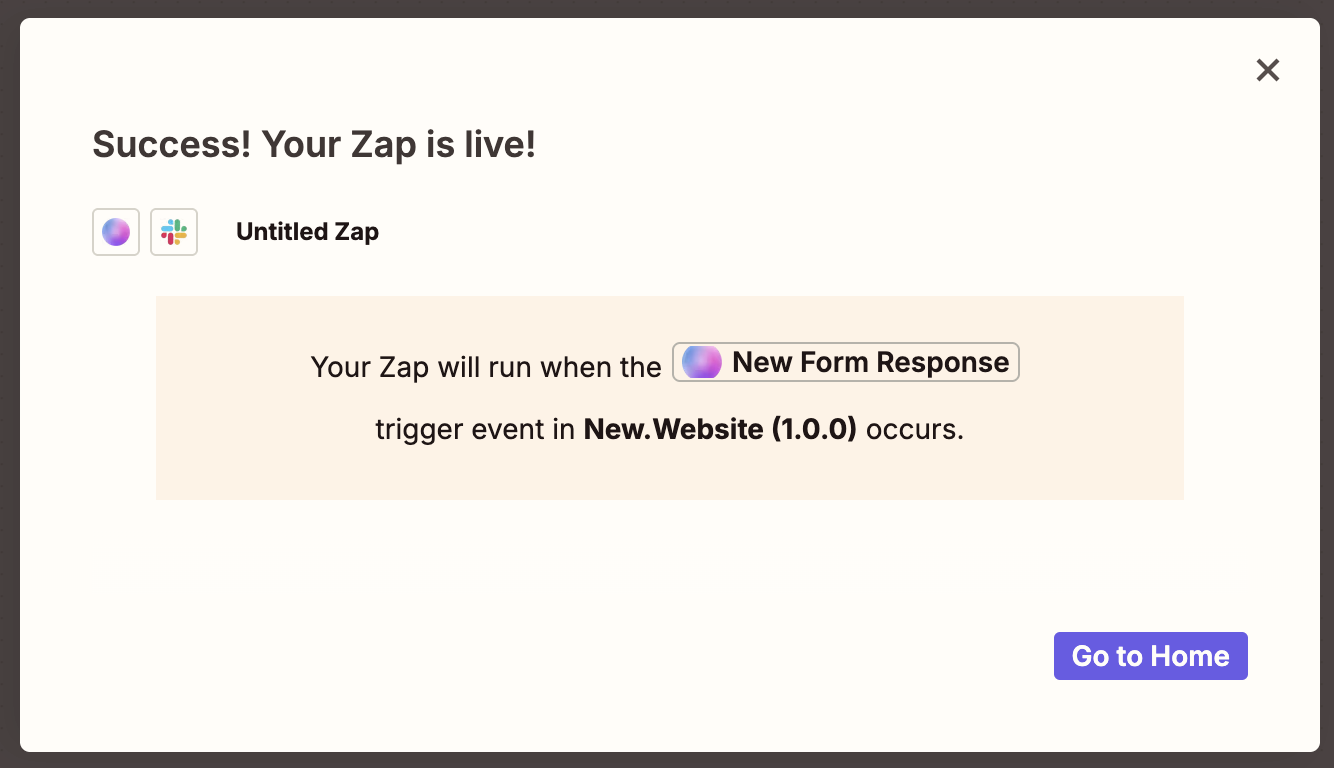 Success! Your Zap is live!
Untitled Zap
Your Zap will run when the New Form Response
trigger event in New.Website (1.0.0) occurs.
Go to Home